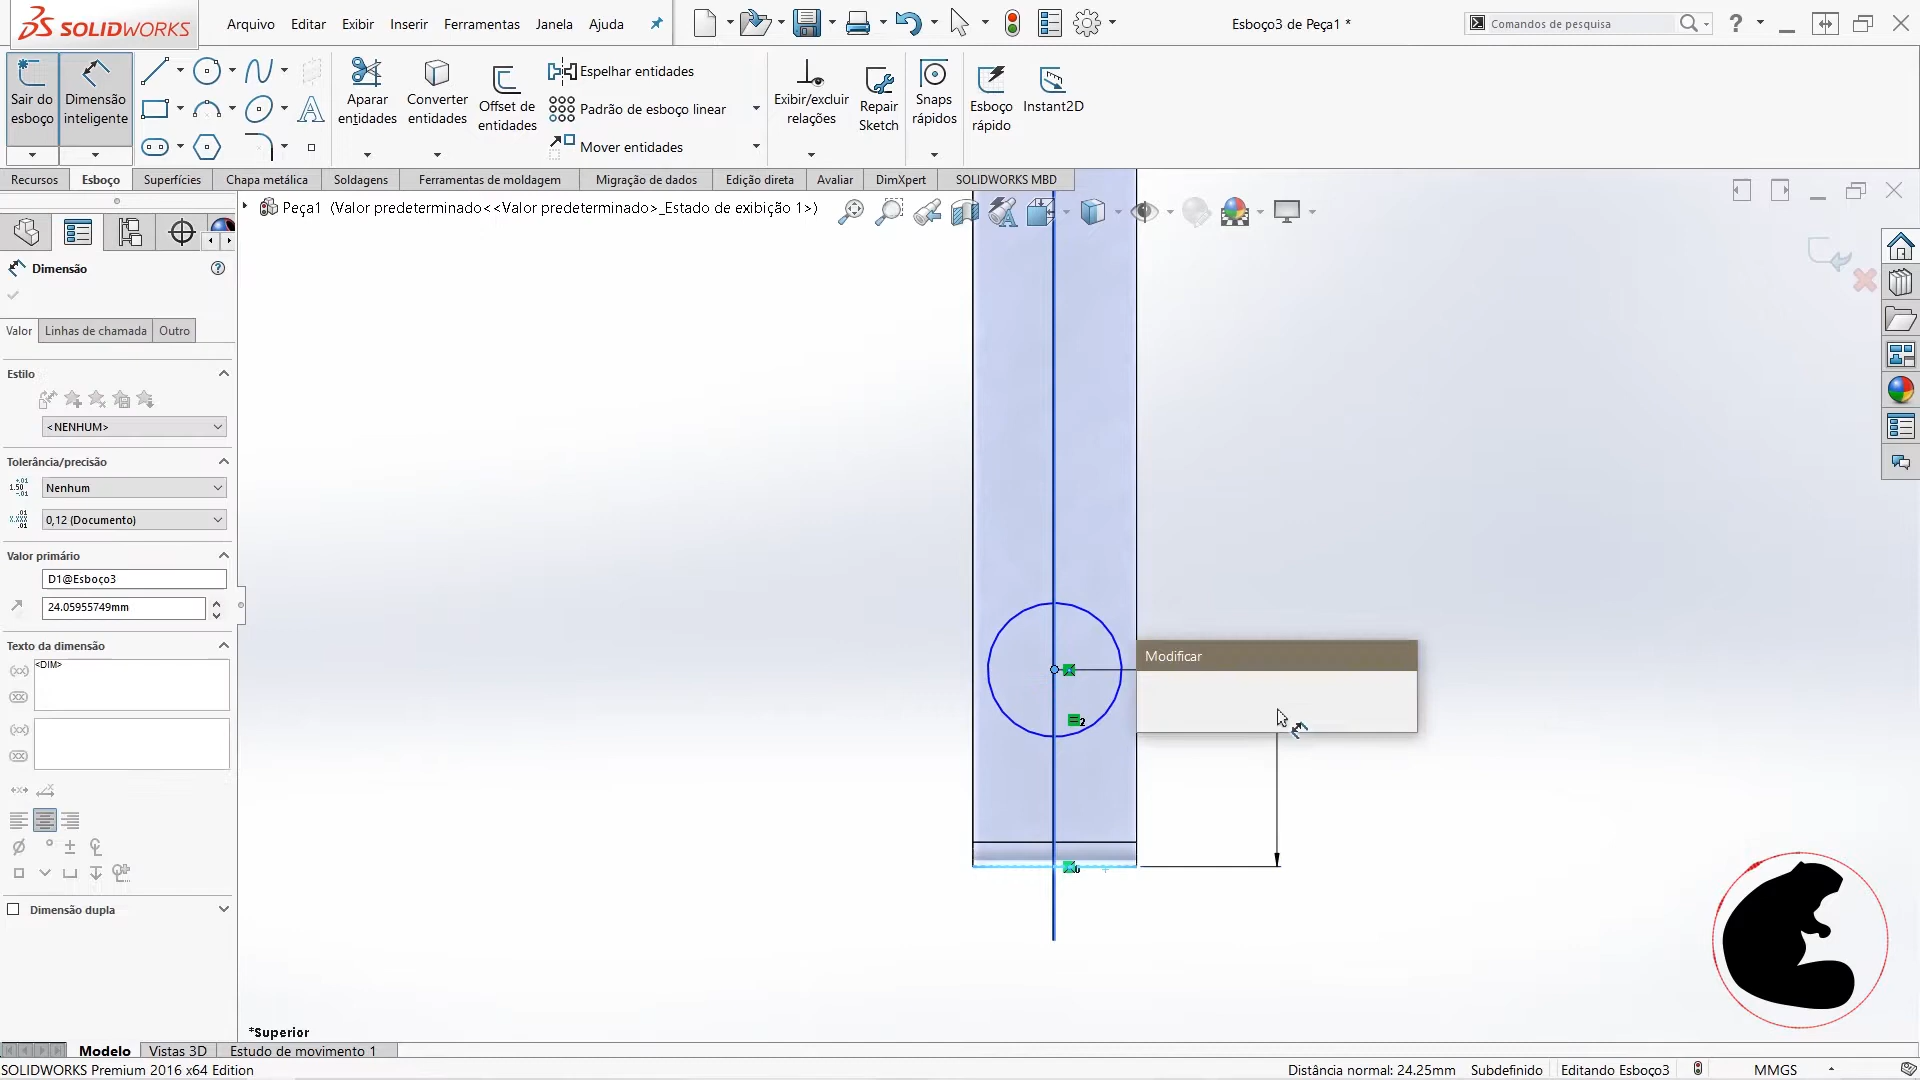 SOLIDWORKS
Arquivo Editar Exibir Inserir Ferramentas Janela Ajuda
Esboço3 de Peça1 *
Comandos de pesquisa
Sair do esboço
Dimensão inteligente
Aparar entidades
Converter entidades
Offset de entidades
Espelhar entidades
Padrão de esboço linear
Mover entidades
Exibir/excluir relações
Repair Sketch
Snaps rápidos
Esboço rápido
Instant2D
Recursos Esboço Superfícies Chapa metálica Soldagens Ferramentas de moldagem Migração de dados Edição direta Avaliar DimXpert SOLIDWORKS MBD
Peça1 (Valor predeterminado<<Valor predeterminado>_Estado de exibição 1>)
Dimensão
Valor Linhas de chamada Outro
Estilo
<NENHUM>
Tolerância/precisão
Nenhum
0,12 (Documento)
Valor primário
D1@Esboço3
24.05955749mm
Texto da dimensão
<DIM>
Dimensão dupla
Modificar
2
*Superior
Modelo Vistas 3D Estudo de movimento 1
SOLIDWORKS Premium 2016 x64 Edition
Distância normal: 24.25mm Subdefinido Editando Esboço3 MMGS